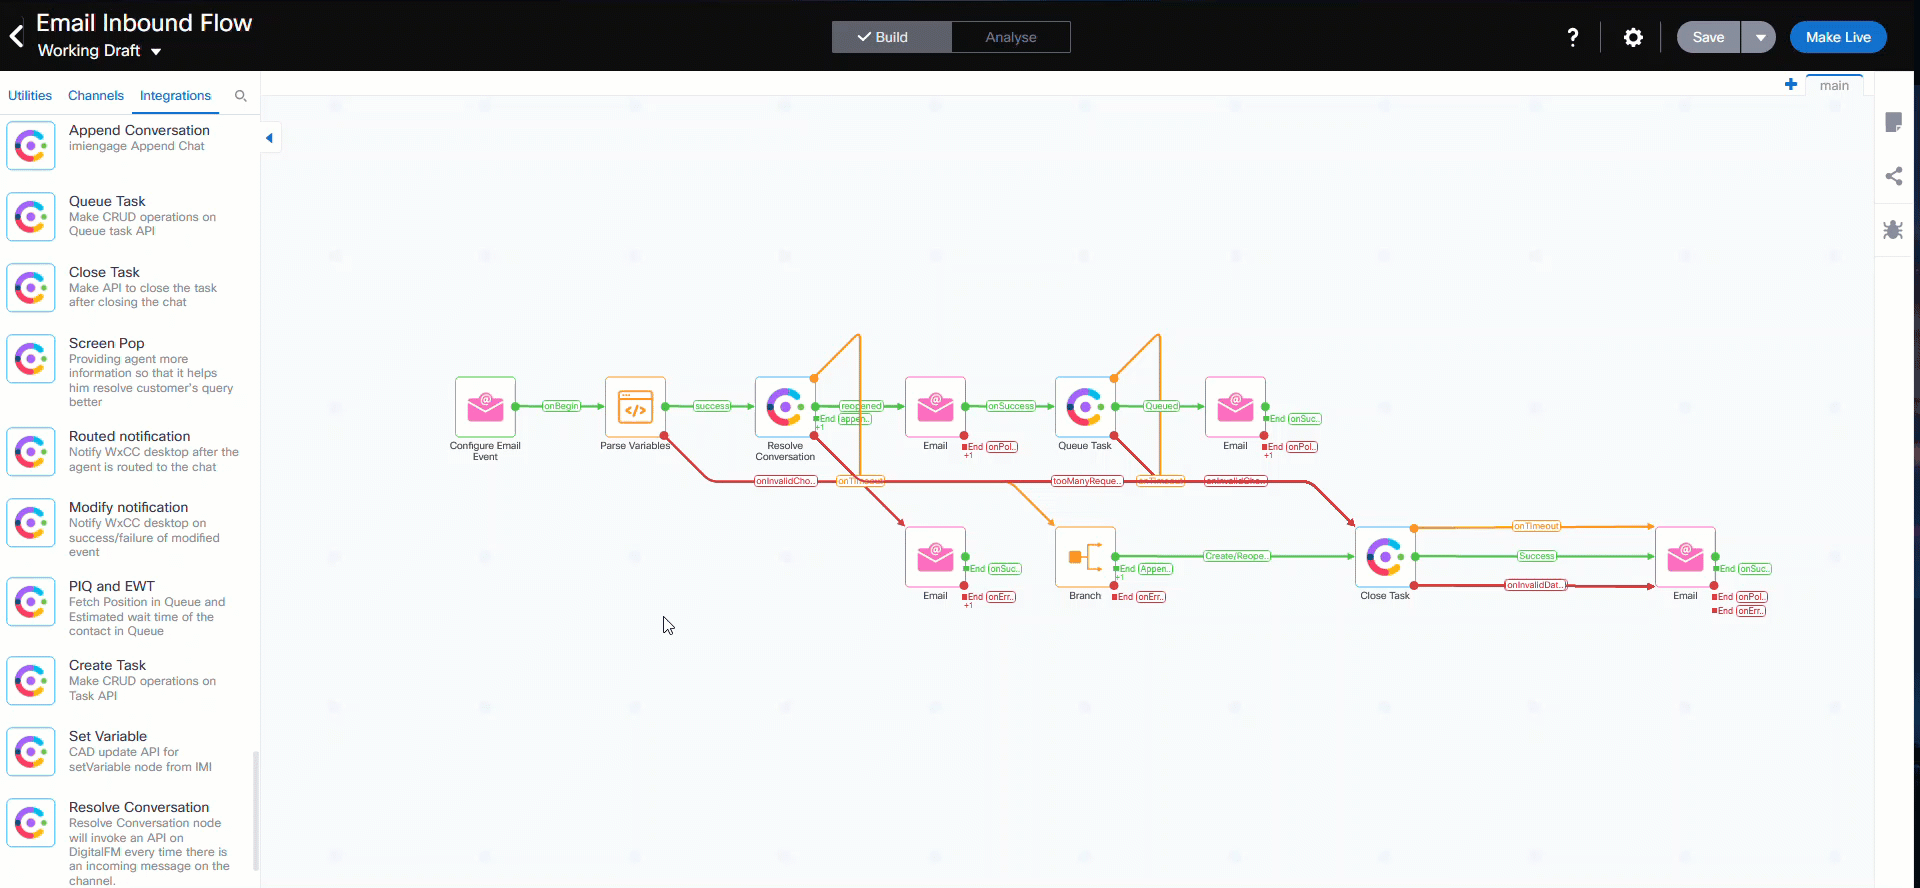 Email Inbound Flow
Working Draft
Build
Analyse
?
Save
Make Live
Utilities
Channels
Integrations
main
Append Conversation
imiengage Append Chat
Queue Task
Make CRUD operations on
Queue task API
Close Task
Make API to close the task
after closing the chat
Screen Pop
Providing agent more
information so that it helps
him resolve customer's query
better
Routed notification
Notify WxCC desktop after the
agent is routed to the chat
Modify notification
Notify WxCC desktop on
success/failure of modified
event
PIQ and EWT
Fetch Position in Queue and
Estimated wait time of the
contact in Queue
Create Task
Make CRUD operations on
Task API
Set Variable
CAD update API for
setVariable node from IMI
Resolve Conversation
Resolve Conversation node
will invoke an API on
DigitalFM every time there is
an incoming message on the
channel.
Configure Email
Event
onBegin
Parse Variables
success
Resolve
Conversation
reopened
End appen..
+1
Email
onSuccess
End onPol..
+1
Queue Task
Queued
Email
End onSuc..
End onPol..
+1
onInvalidCho..
onTimeout
tooManyReque..
onTimeout
onInvalidCho..
Email
End onSuc..
End onErr..
+1
Branch
Create/Reope..
End Appen..
+1
End onErr..
Close Task
onTimeout
Success
onInvalidDat..
Email
End onSuc..
End onPol..
End onErr..